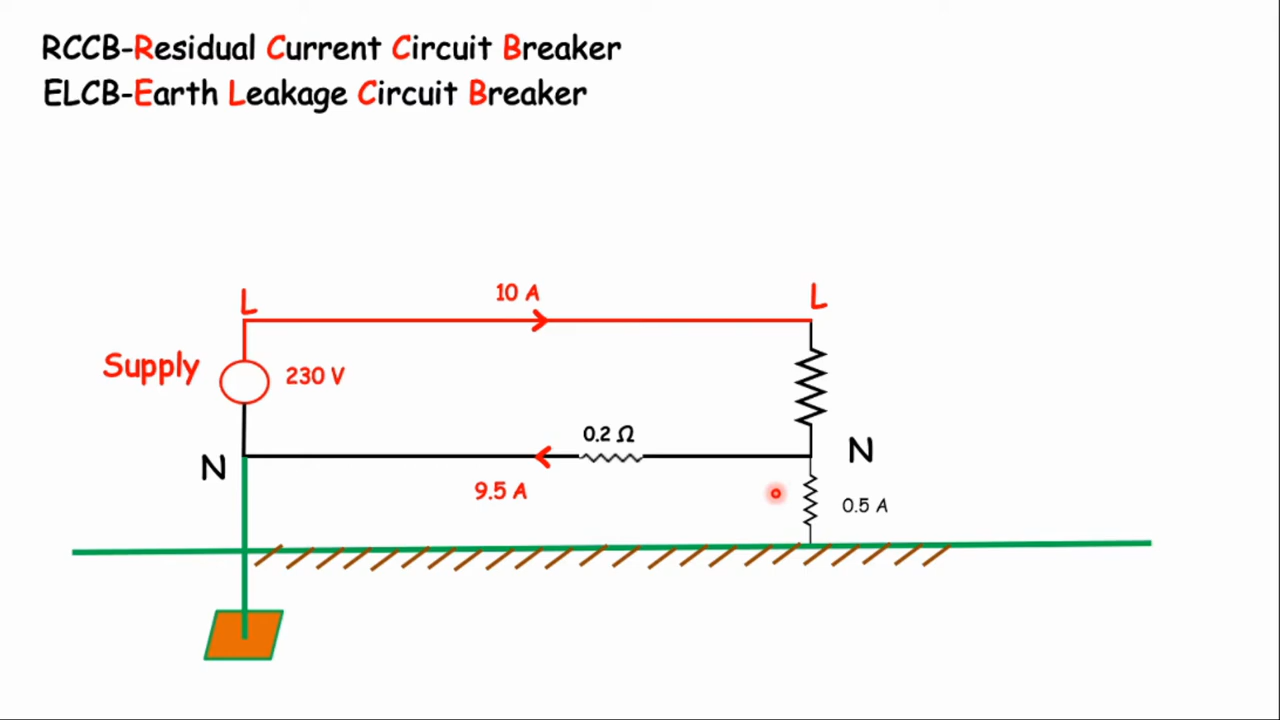 RCCB-Residual Current Circuit Breaker
ELCB-Earth Leakage Circuit Breaker
10 A
L
L
Supply
230 V
0.2 Ω
N
N
9.5 A
0.5 A